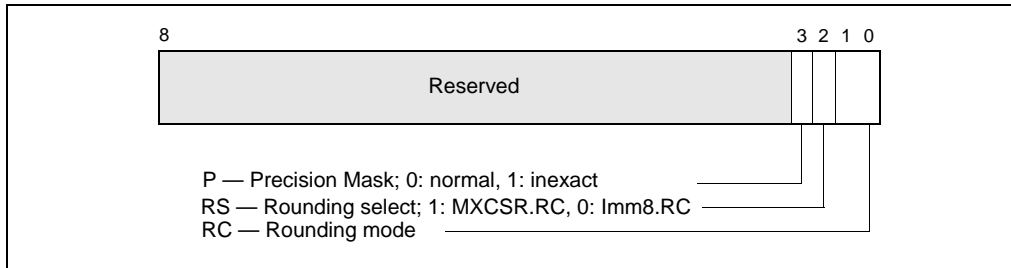 8 3 2 1 0
Reserved
P — Precision Mask; 0: normal, 1: inexact
RS — Rounding select; 1: MXCSR.RC, 0: Imm8.RC
RC — Rounding mode